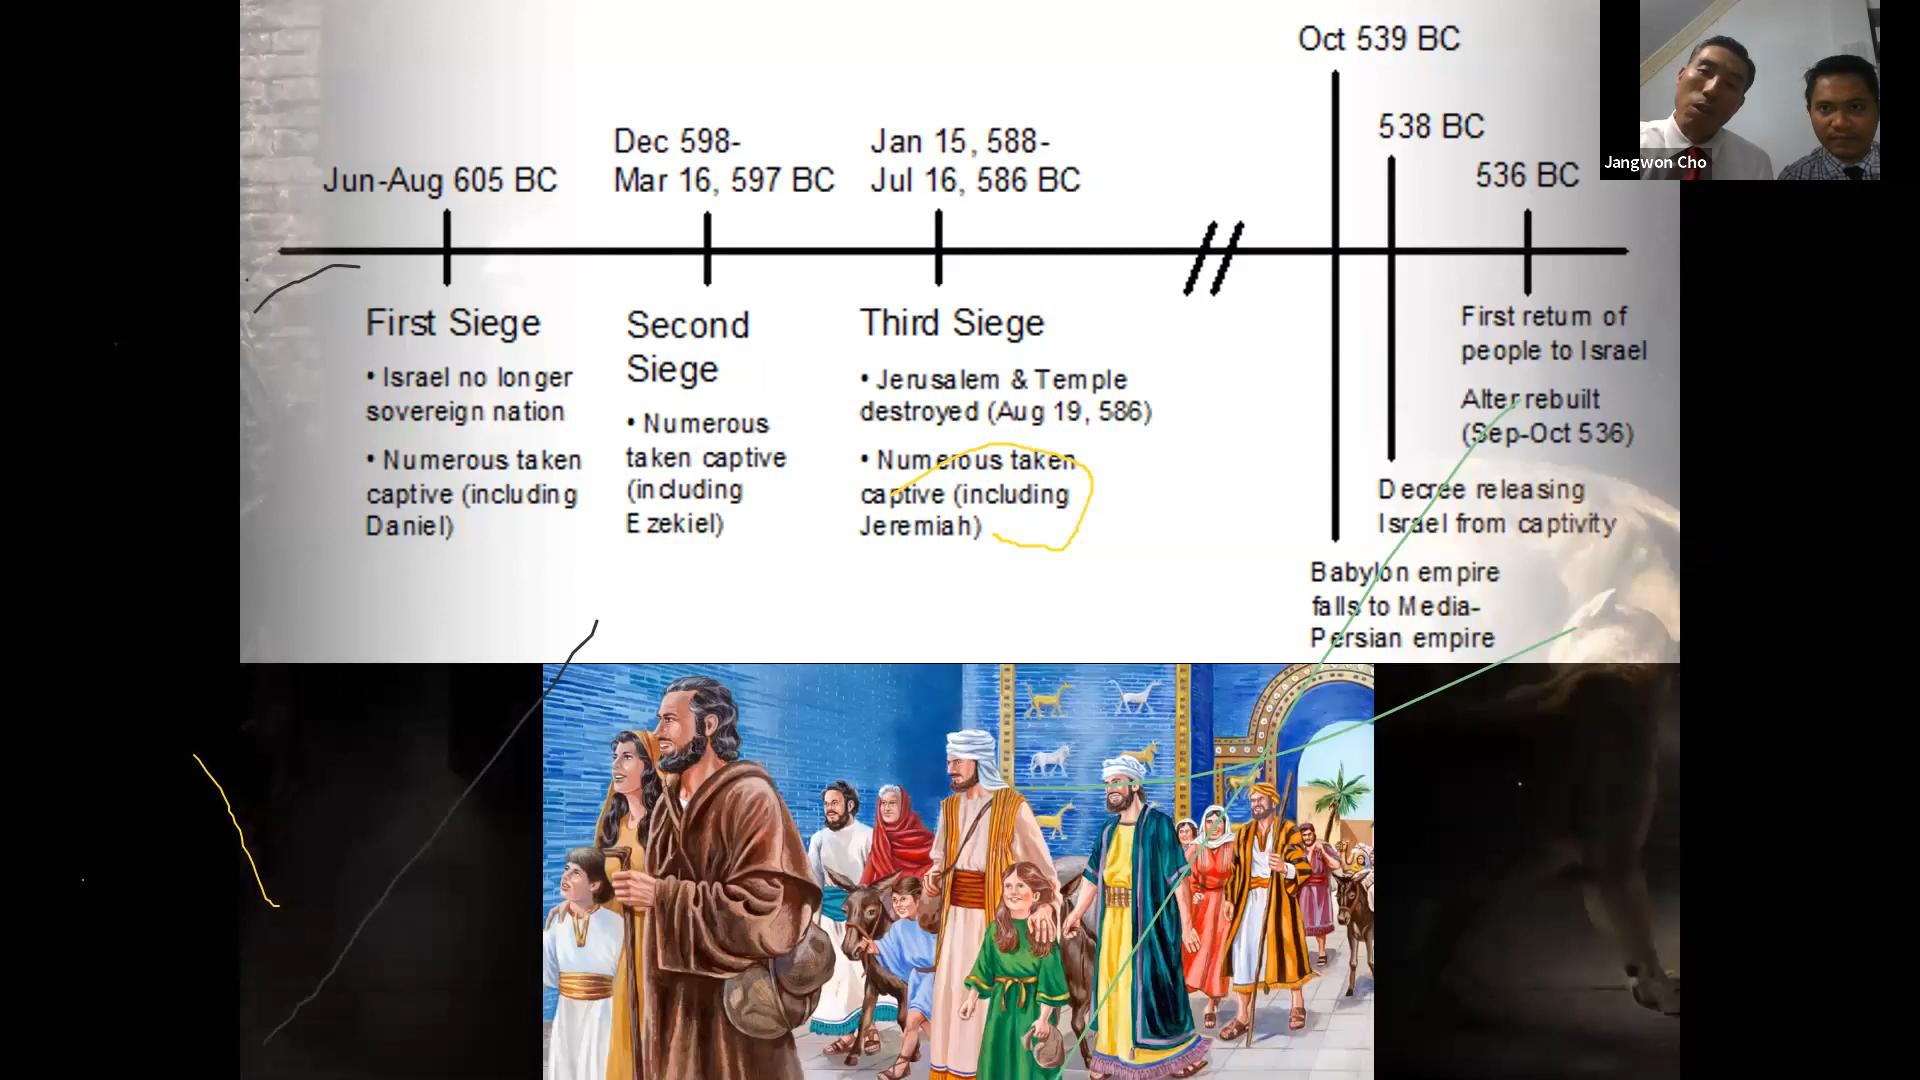 Oct 539 BC
538 BC
536 BC
Jangwon Cho
Jun-Aug 605 BC
Dec 598-
Mar 16, 597 BC
Jan 15, 588-
Jul 16, 586 BC
First Siege
• Israel no longer
sovereign nation
• Numerous taken
captive (including
Daniel)
Second
Siege
• Numerous
taken captive
(including
Ezekiel)
Third Siege
• Jerusalem & Temple
destroyed (Aug 19, 586)
• Numerous taken
captive (including
Jeremiah)
First return of
people to Israel
Alter rebuilt
(Sep-Oct 536)
Decree releasing
Israel from captivity
Babylon empire
falls to Media-
Persian empire